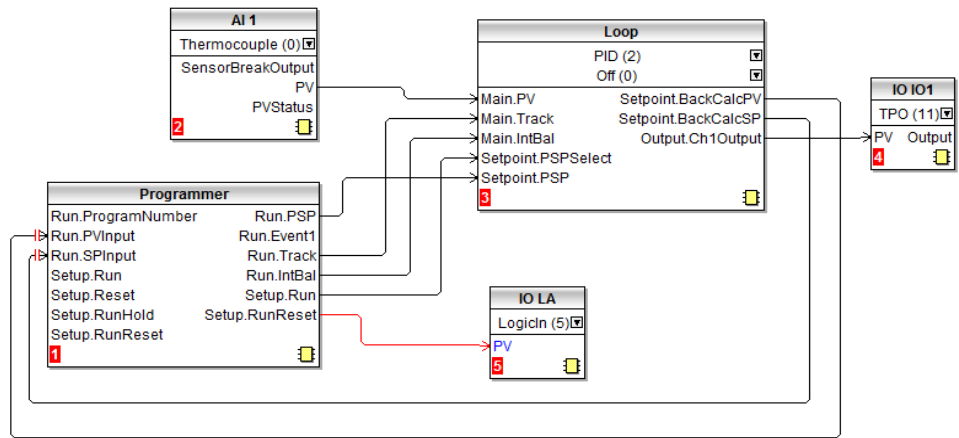 AI 1
Thermocouple (0)
SensorBreakOutput
PV
PVStatus
2
Loop
PID (2)
Off (0)
Main.PV Setpoint.BackCalcPV
Main.Track Setpoint.BackCalcSP
Main.IntBal Output.Ch1Output
Setpoint.PSPSelect
Setpoint.PSP
3
IO IO1
TPO (11)
PV Output
4
Programmer
Run.ProgramNumber Run.PSP
Run.PVInput Run.Event1
Run.SPInput Run.Track
Setup.Run Run.IntBal
Setup.Reset Setup.Run
Setup.RunHold Setup.RunReset
Setup.RunReset
1
IO LA
LogicIn (5)
PV
5